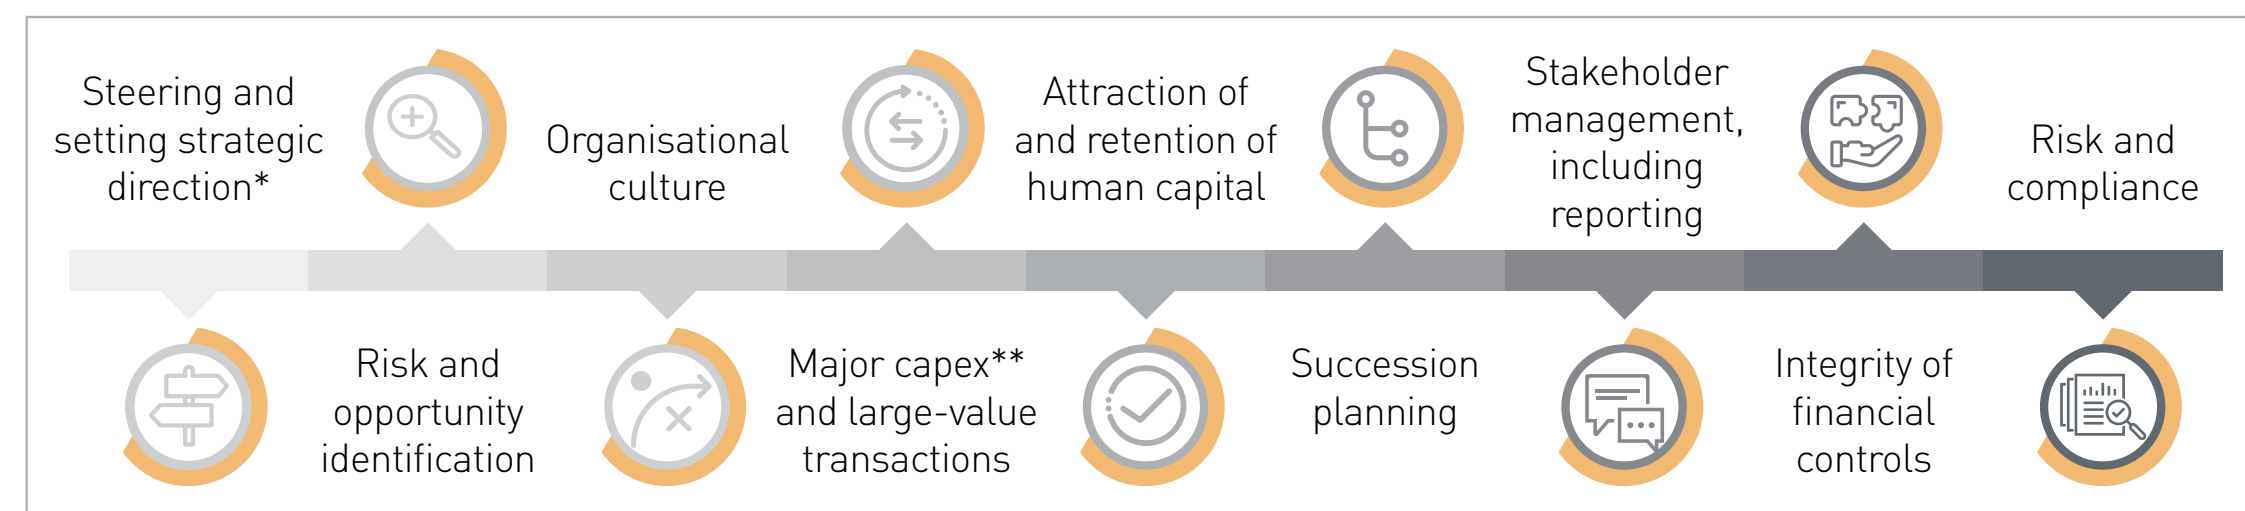 Steering and
setting strategic
direction*
Risk and
opportunity
identification
Organisational
culture
Major capex**
and large-value
transactions
Attraction of
and retention of
human capital
Succession
planning
Stakeholder
management,
including
reporting
Integrity of
financial
controls
Risk and
compliance